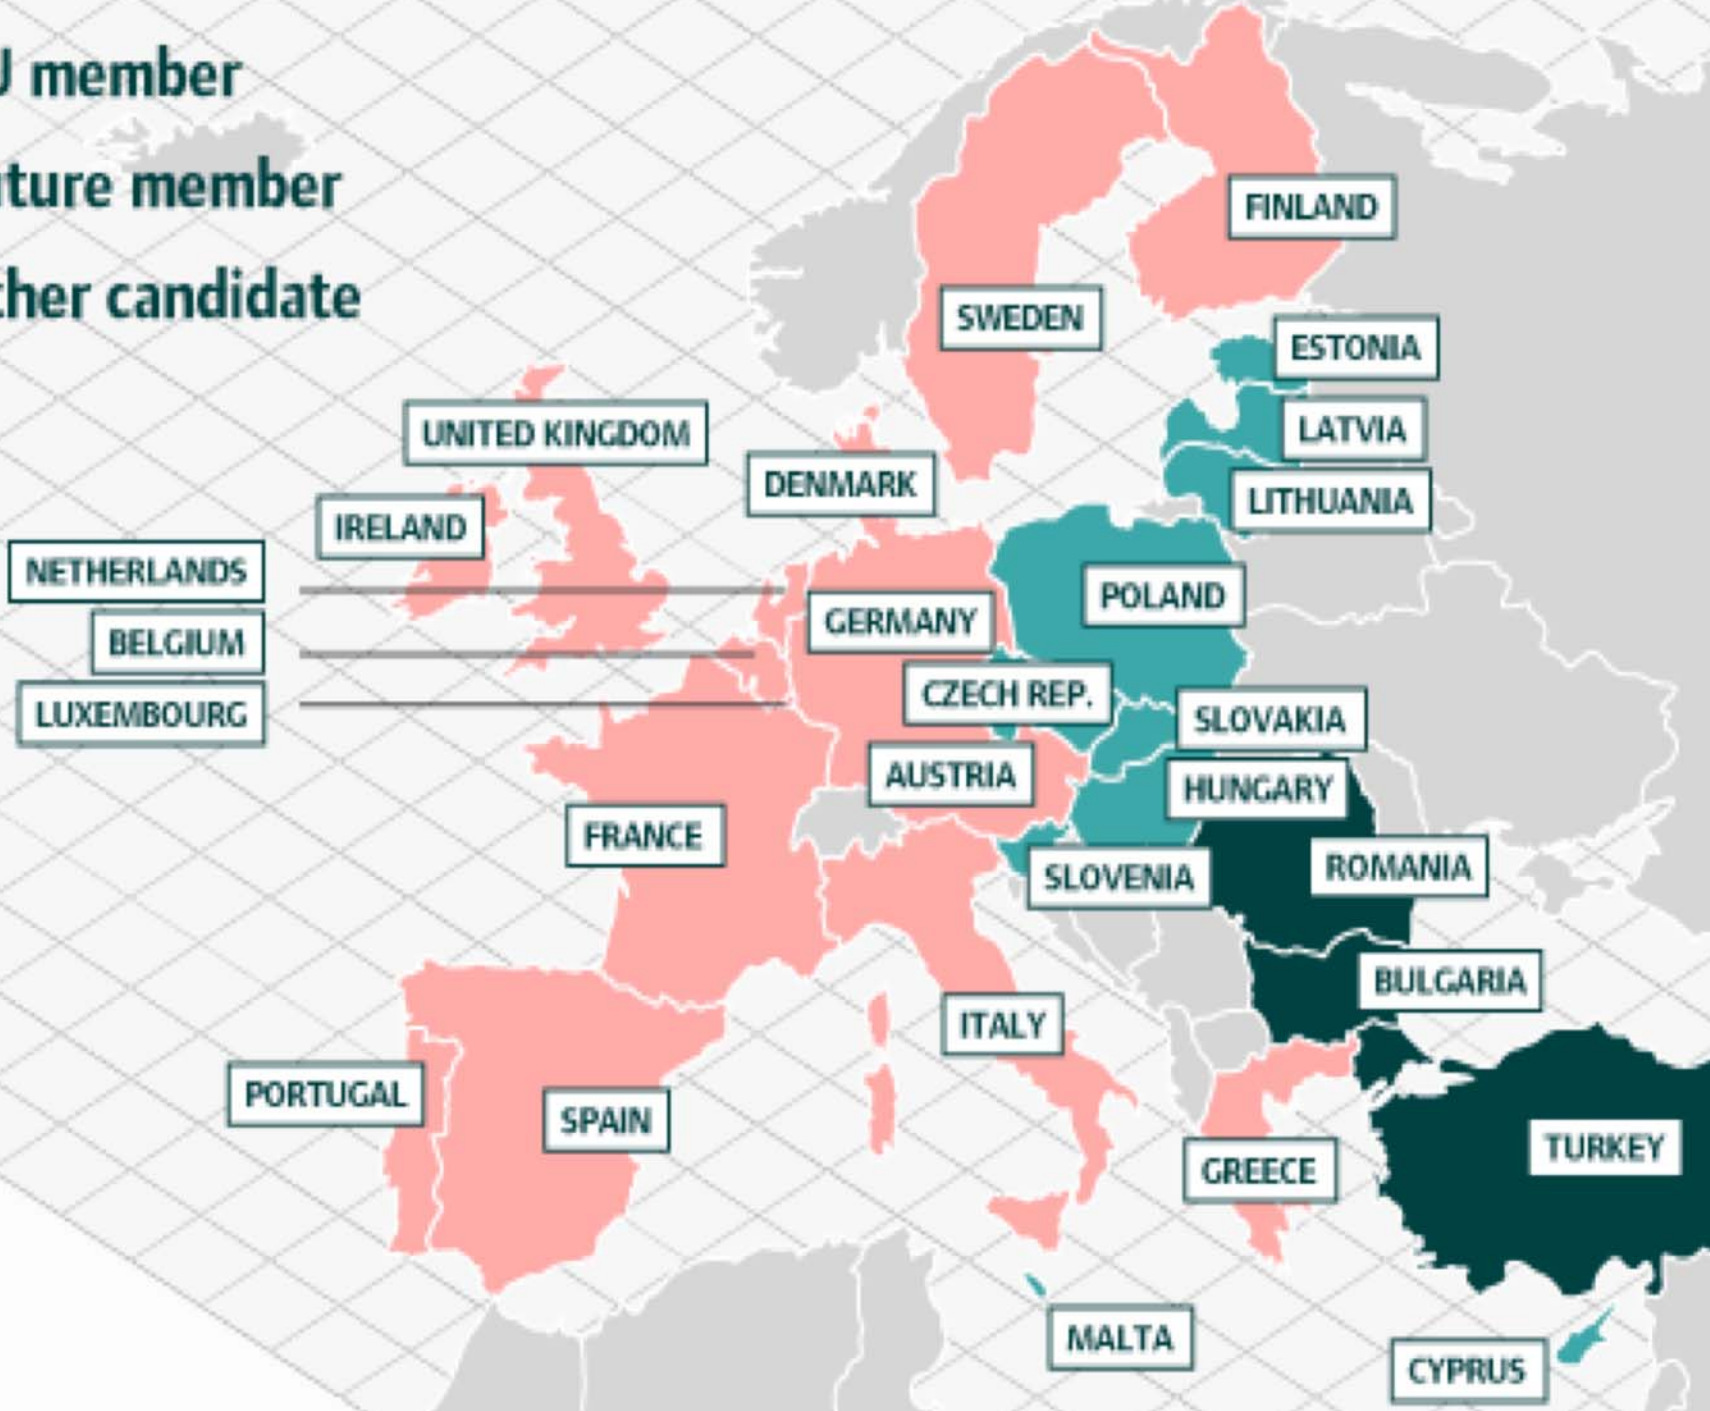 U member
ture member
ther candidate
FINLAND
SWEDEN
ESTONIA
UNITED KINGDOM
LATVIA
DENMARK
LITHUANIA
IRELAND
NETHERLANDS
POLAND
GERMANY
BELGIUM
CZECH REP.
LUXEMBOURG
SLOVAKIA
AUSTRIA
HUNGARY
FRANCE
ROMANIA
SLOVENIA
BULGARIA
ITALY
PORTUGAL
SPAIN
TURKEY
GREECE
MALTA
CYPRUS